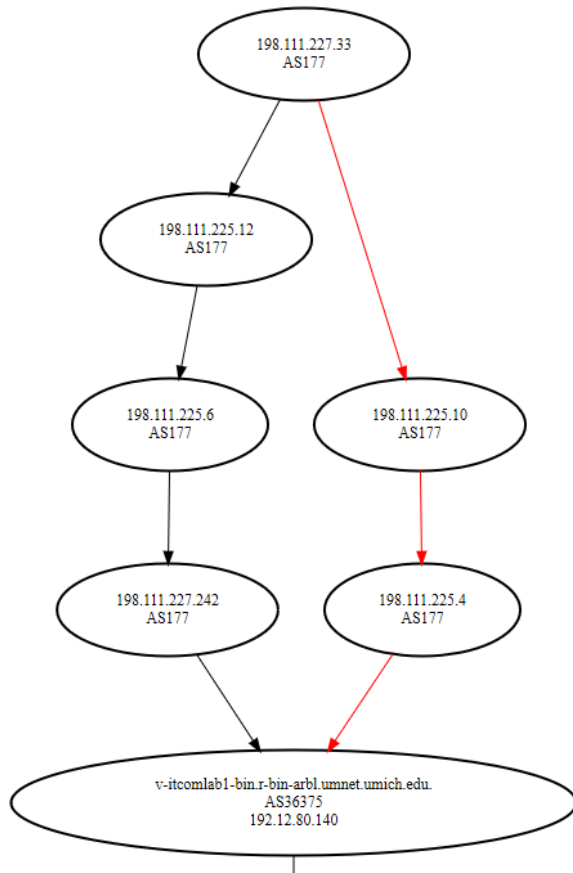 198.111.227.33
AS177
198.111.225.12
AS177
198.111.225.6
AS177
198.111.225.10
AS177
198.111.227.242
AS177
198.111.225.4
AS177
v-itcomlab1-bin.r-bin-arbl.umnet.umich.edu.
AS36375
192.12.80.140